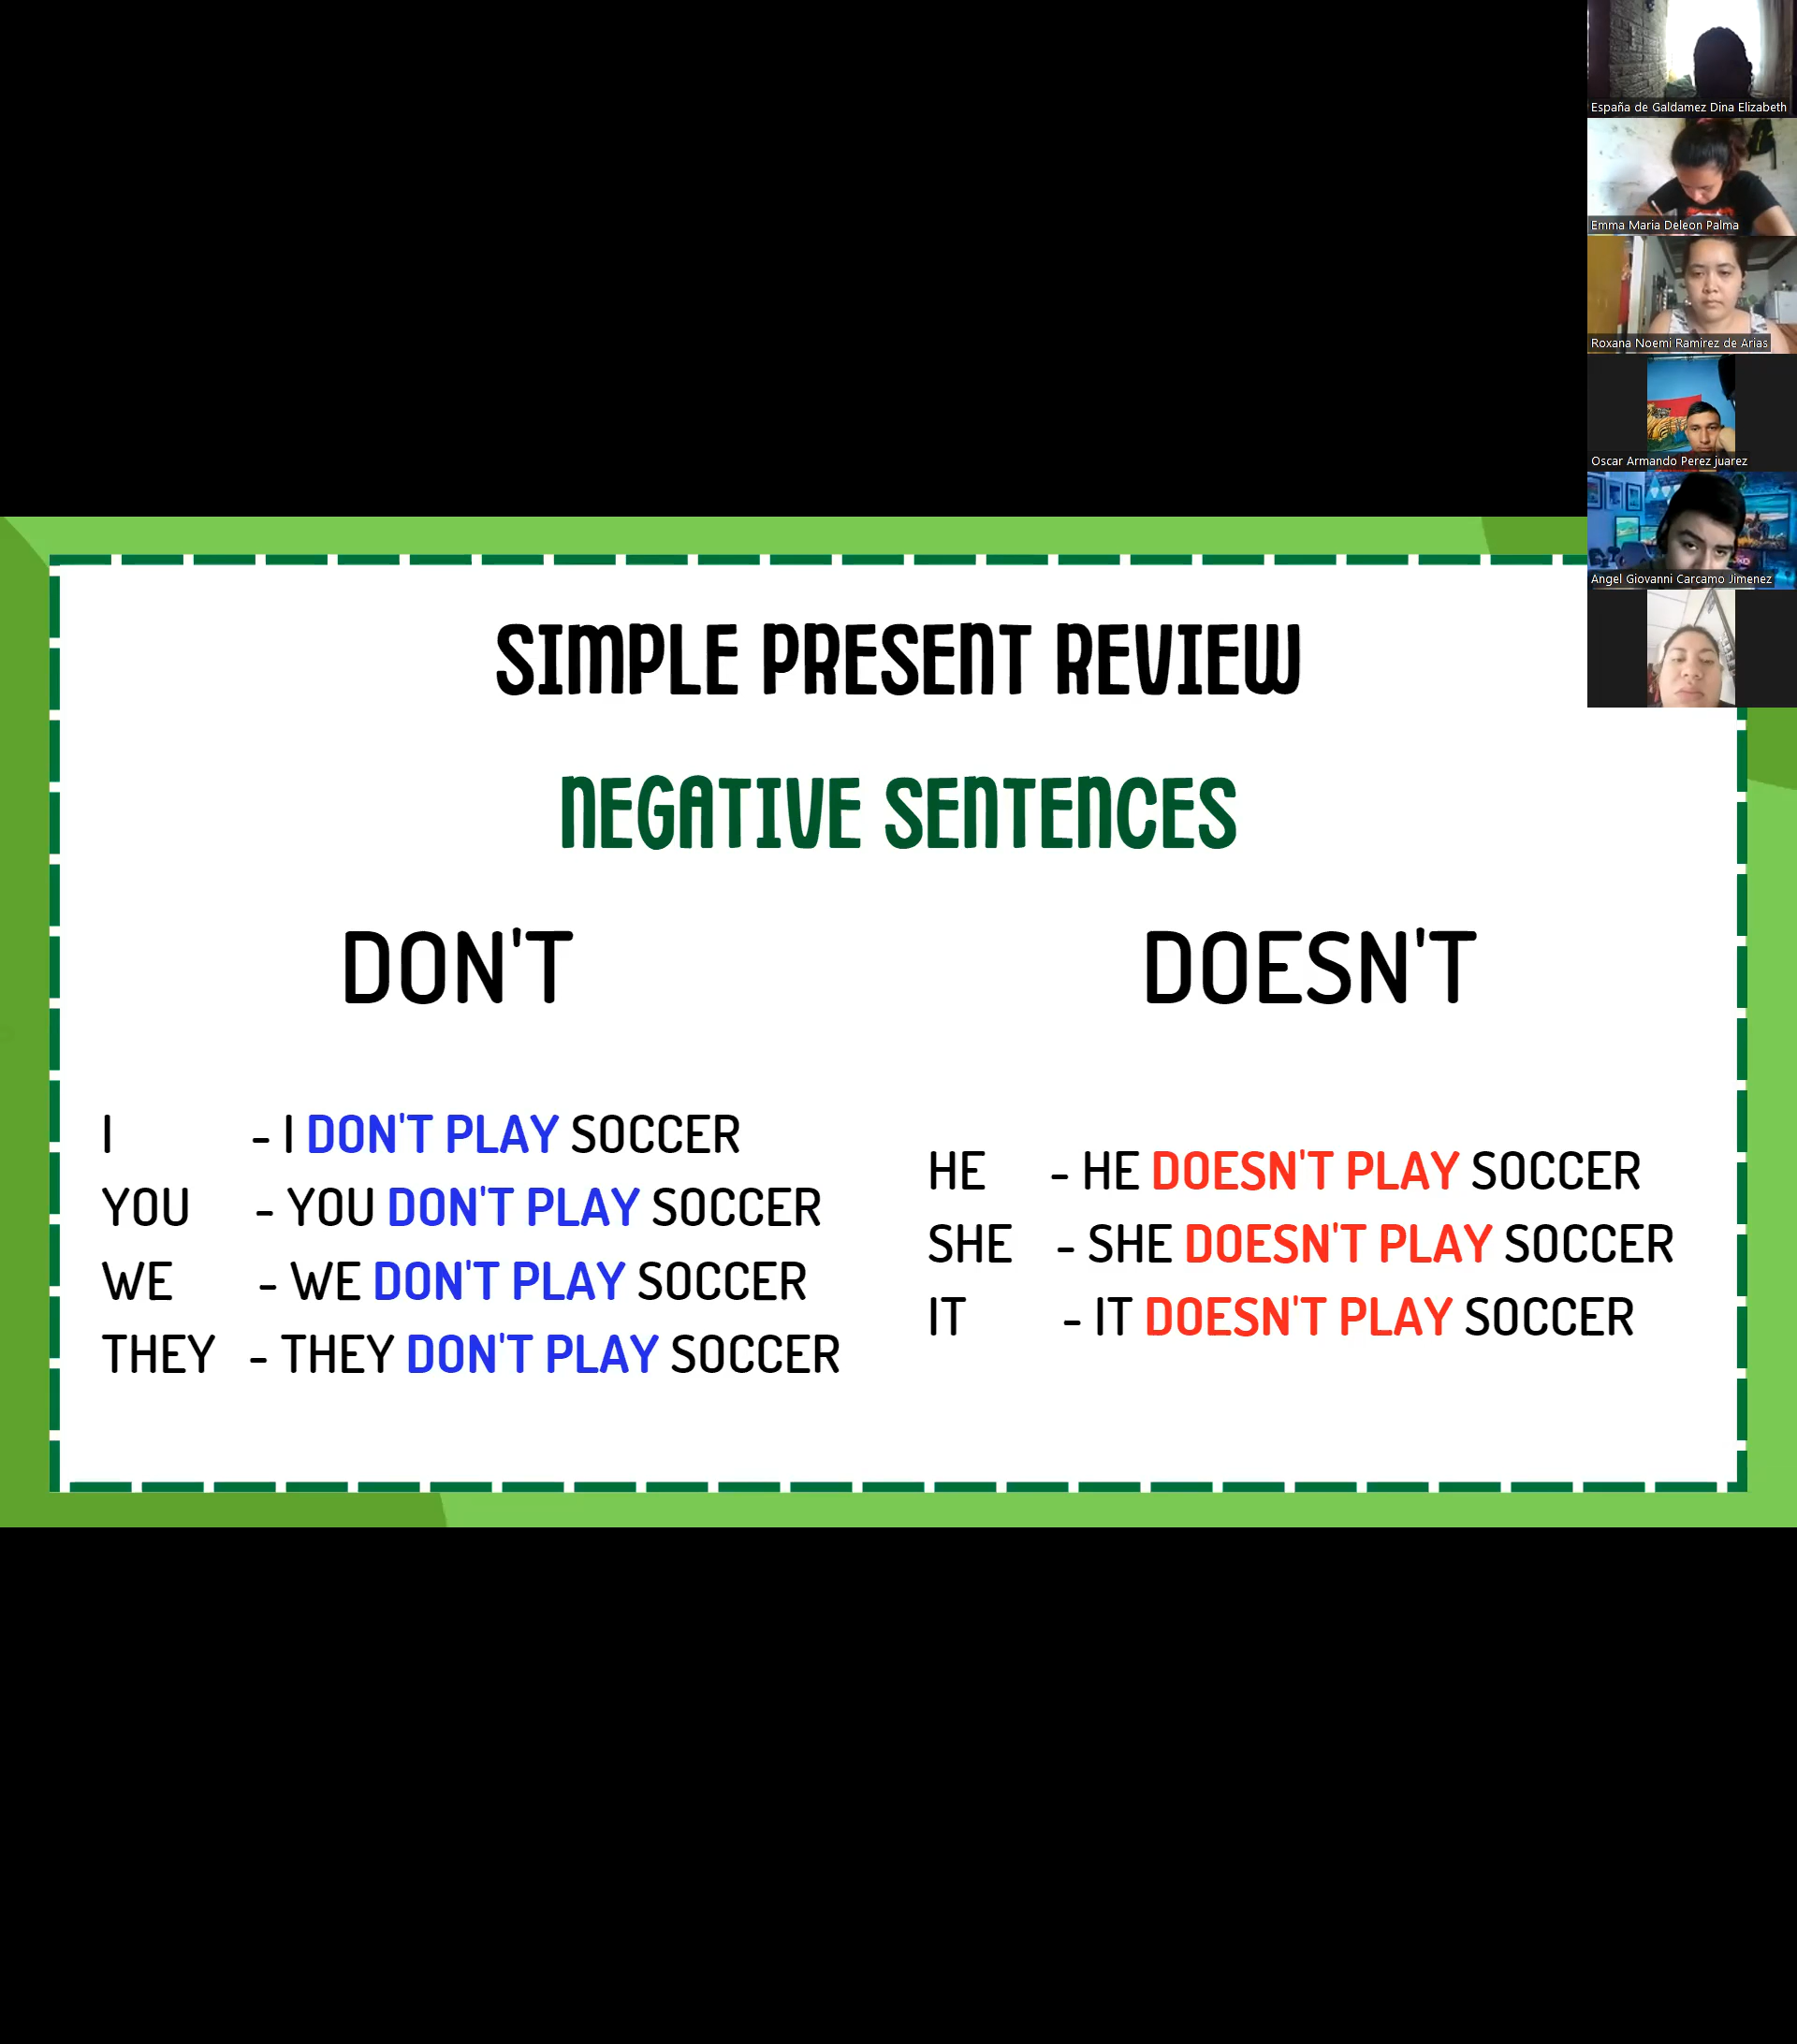 España de Galdamez Dina Elizabeth
Emma Maria Deleon Palma
Roxana Noemi Ramirez de Arias
Oscar Armando Perez juarez
Angel Giovanni Carcamo Jimenez
SIMPLE PRESENT REVIEW
NEGATIVE SENTENCES
DON'T
I - I DON'T PLAY SOCCER
YOU - YOU DON'T PLAY SOCCER
WE - WE DON'T PLAY SOCCER
THEY - THEY DON'T PLAY SOCCER
DOESN'T
HE - HE DOESN'T PLAY SOCCER
SHE - SHE DOESN'T PLAY SOCCER
IT - IT DOESN'T PLAY SOCCER